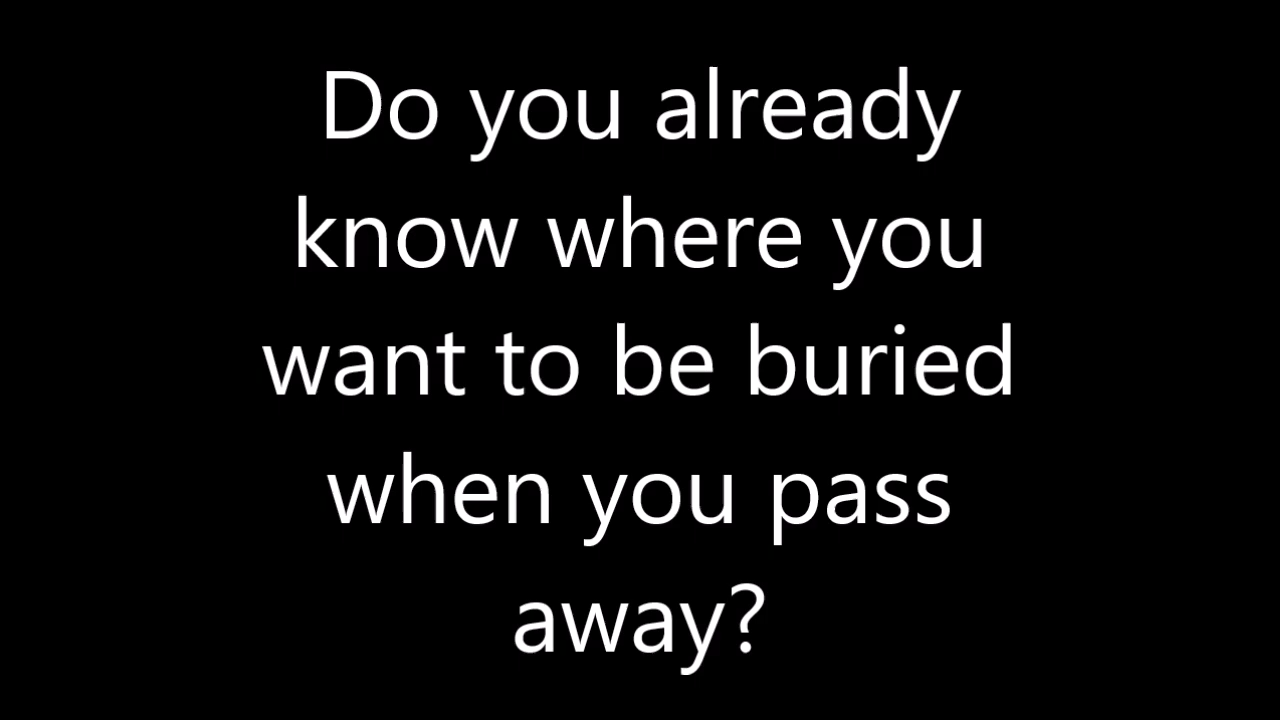 Do you already
know where you
want to be buried
when you pass
away?